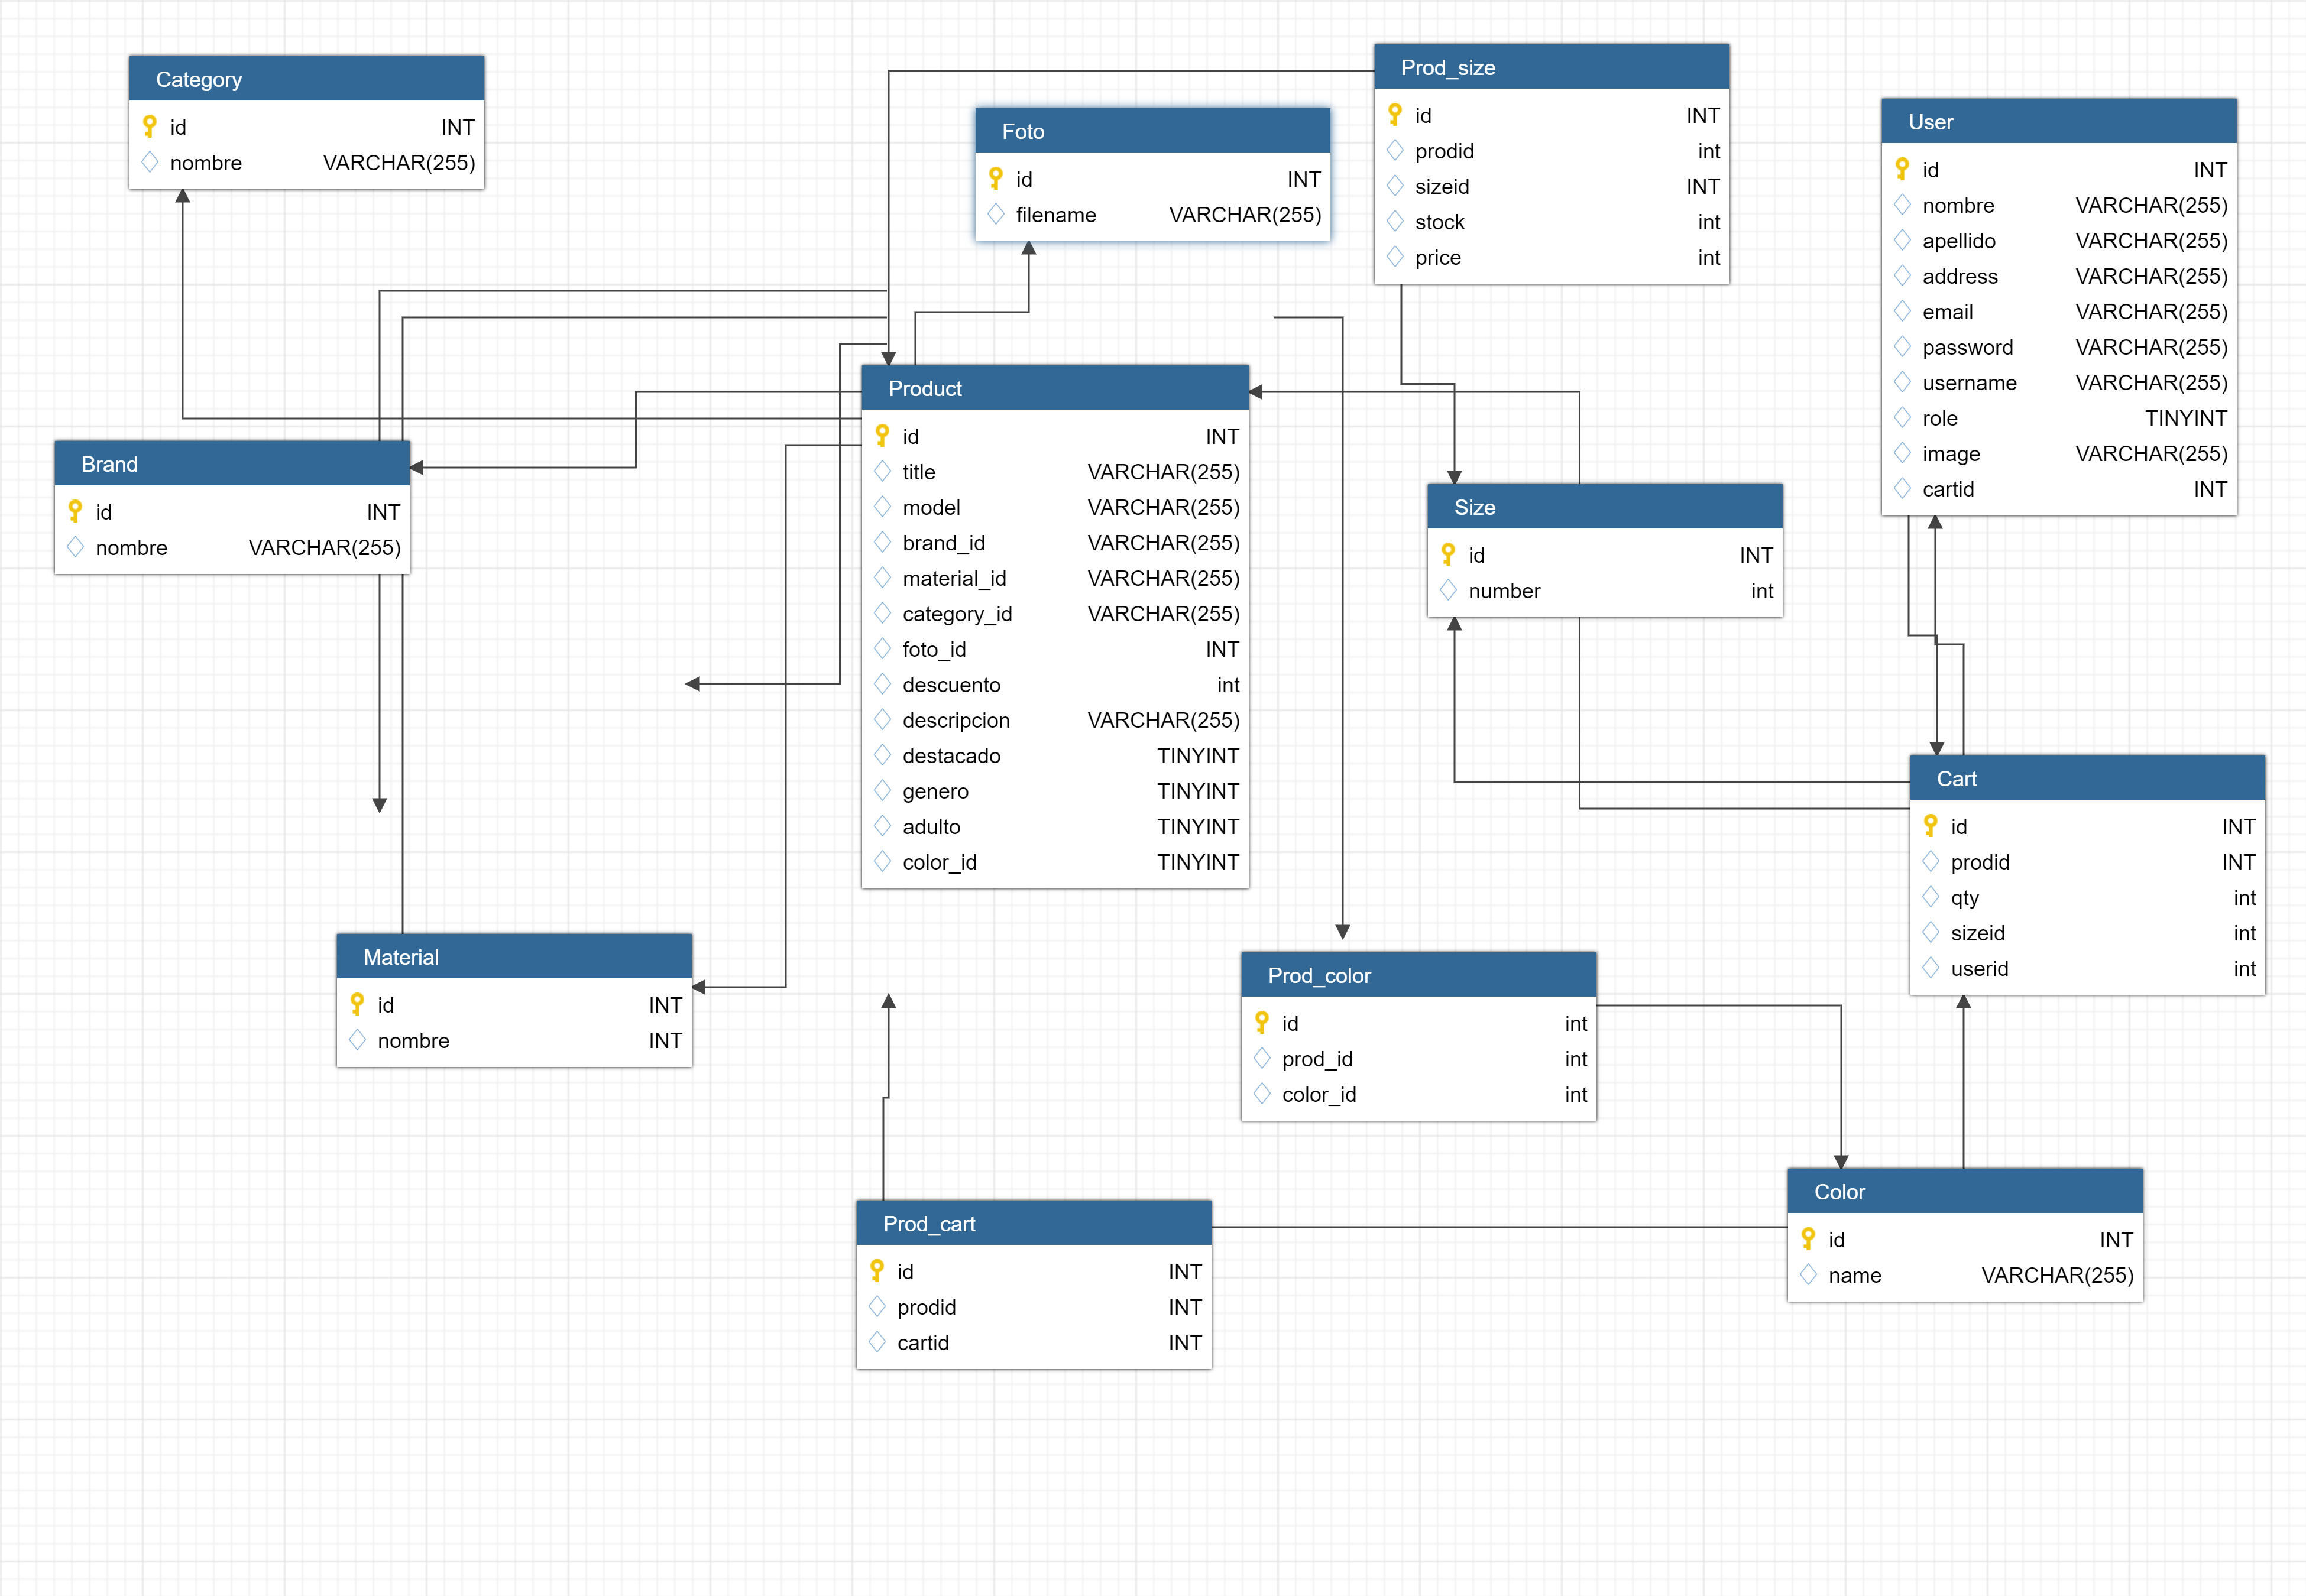 Category
id INT
nombre VARCHAR(255)
Foto
id INT
filename VARCHAR(255)
Prod_size
id INT
prodid int
sizeid INT
stock int
price int
User
id INT
nombre VARCHAR(255)
apellido VARCHAR(255)
address VARCHAR(255)
email VARCHAR(255)
password VARCHAR(255)
username VARCHAR(255)
role TINYINT
image VARCHAR(255)
cartid INT
Brand
id INT
nombre VARCHAR(255)
Product
id INT
title VARCHAR(255)
model VARCHAR(255)
brand_id VARCHAR(255)
material_id VARCHAR(255)
category_id VARCHAR(255)
foto_id INT
descuento int
descripcion VARCHAR(255)
destacado TINYINT
genero TINYINT
adulto TINYINT
color_id TINYINT
Size
id INT
number int
Cart
id INT
prodid INT
qty int
sizeid int
userid int
Material
id INT
nombre INT
Prod_color
id int
prod_id int
color_id int
Prod_cart
id INT
prodid INT
cartid INT
Color
id INT
name VARCHAR(255)